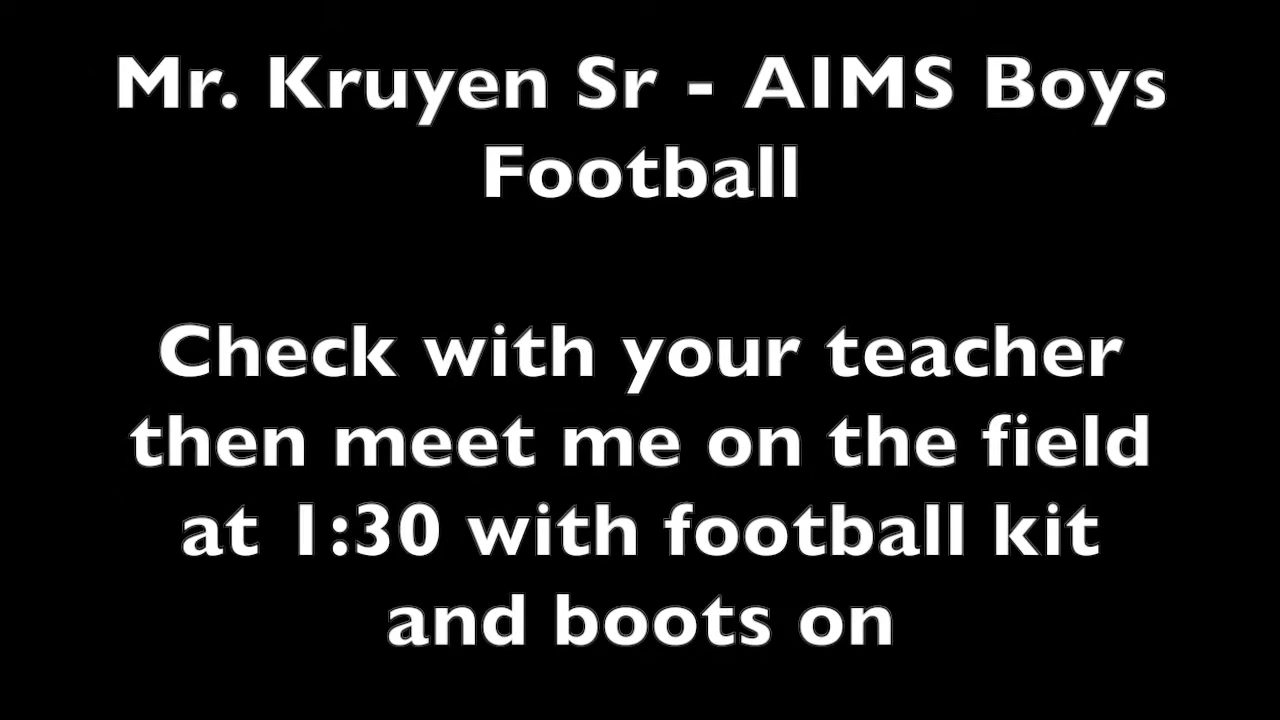 Mr. Kruyen Sr - AIMS Boys
Football
Check with your teacher
then meet me on the field
at 1:30 with football kit
and boots on